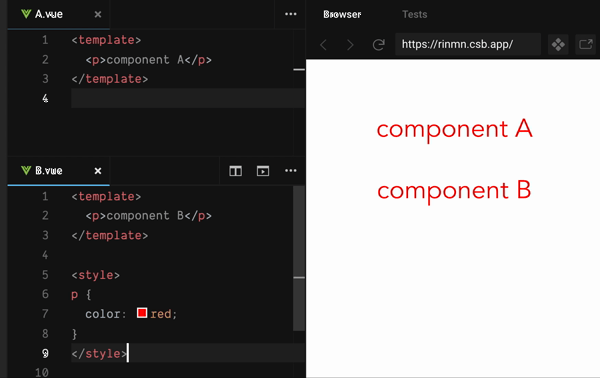 A.vue
1 <template>
2 <p>component A</p>
3 </template>
4
B.vue
1 <template>
2 <p>component B</p>
3 </template>
4
5 <style>
6 p {
7 color: red;
8 }
9 </style>
10
Browser Tests
https://rinmn.csb.app/
component A
component B